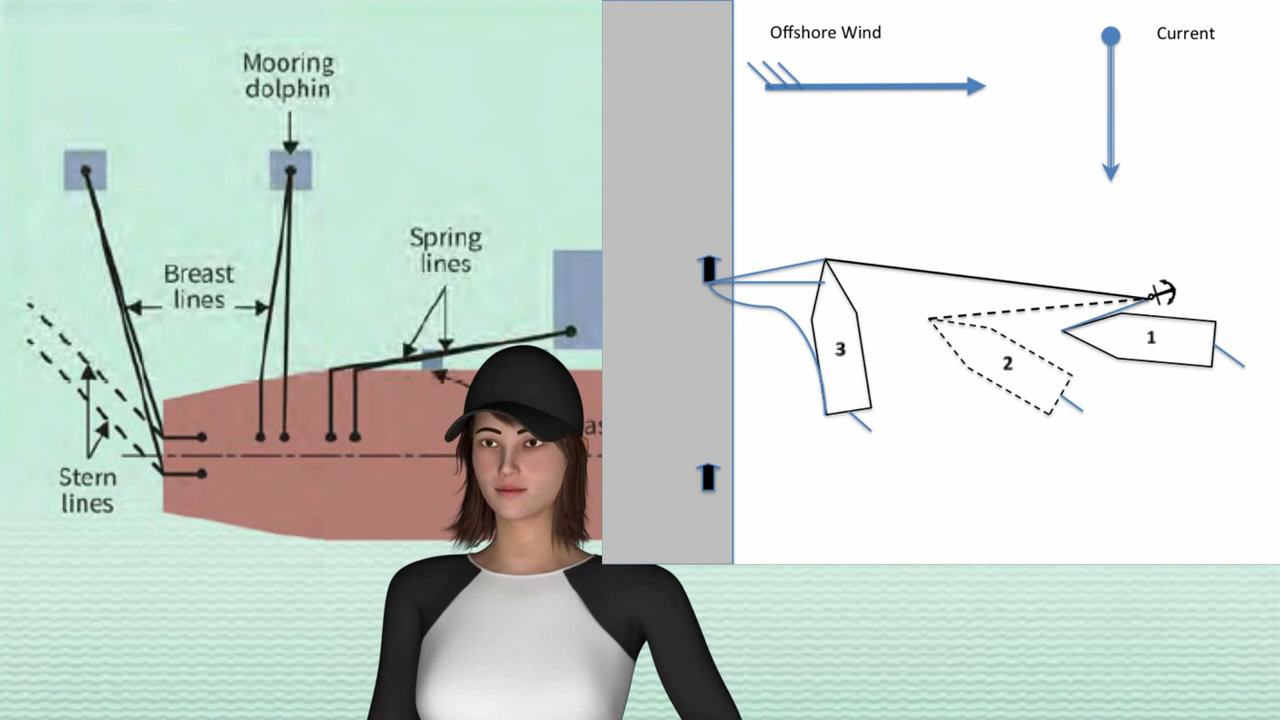 Mooring
dolphin
Breast
lines
Spring
lines
Stern
lines
Offshore Wind
Current
1
2
3